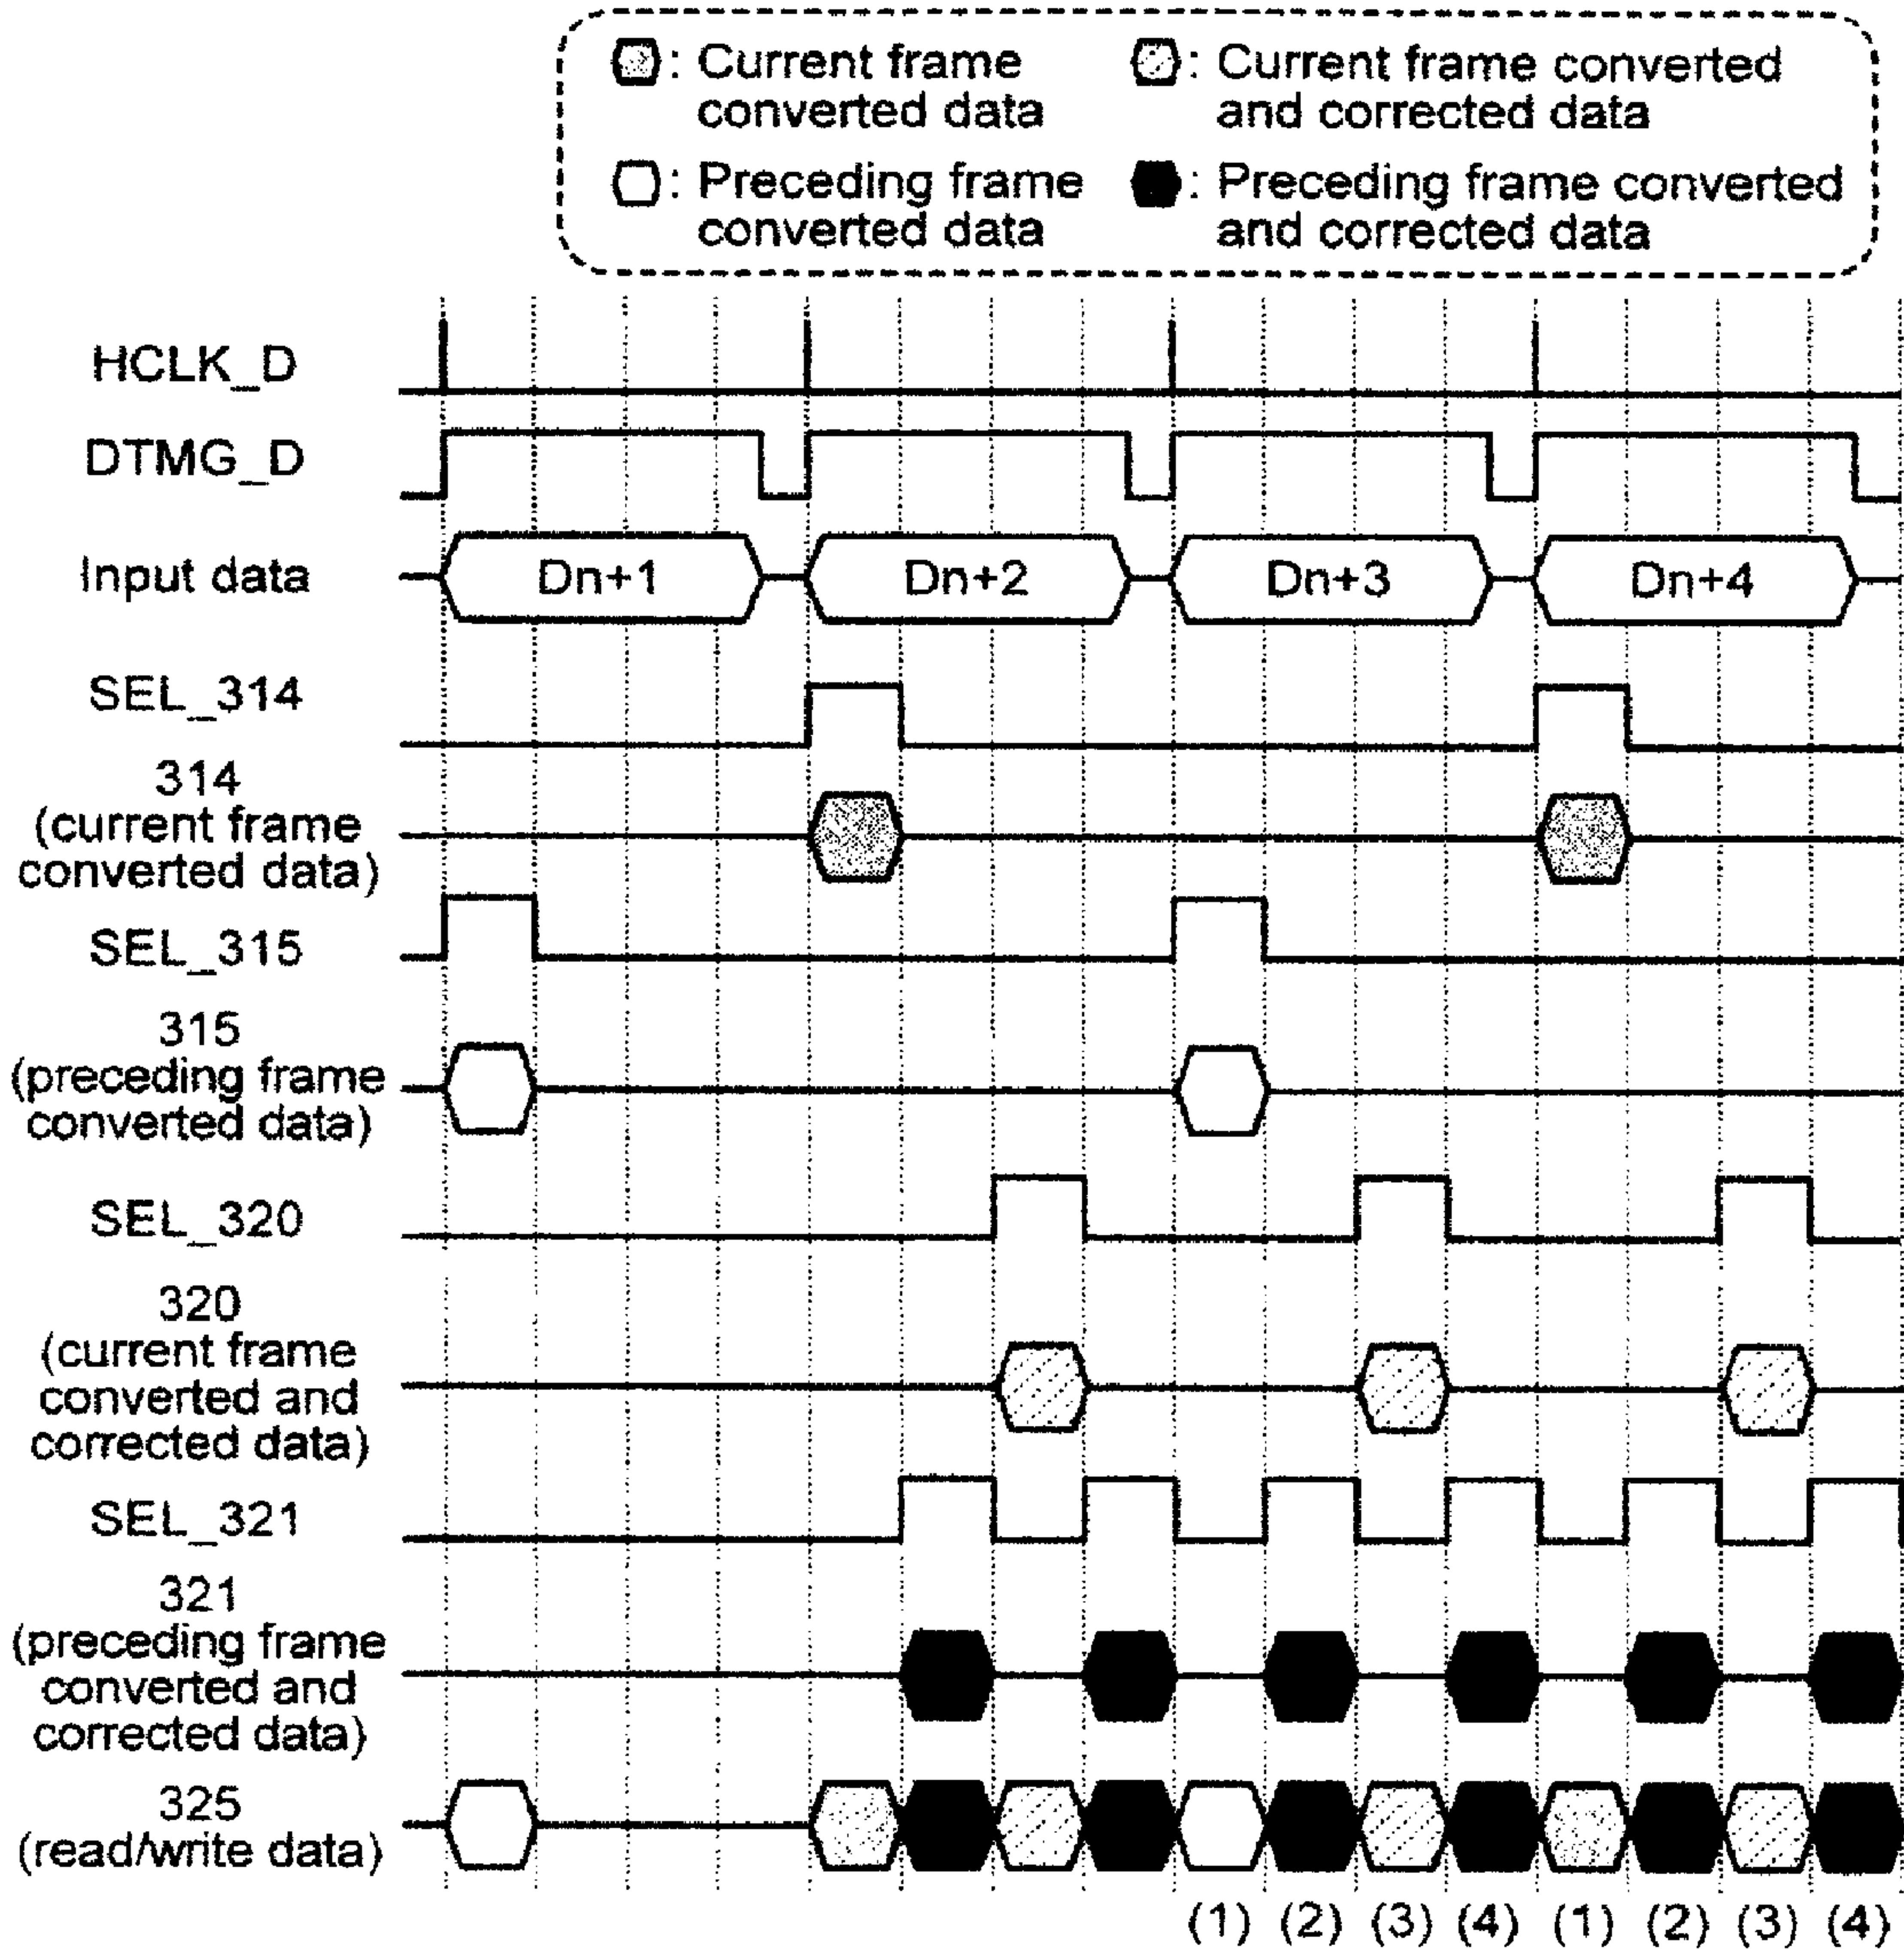 : Current frame
converted data
: Current frame converted
and corrected data
: Preceding frame
converted data
: Preceding frame converted
and corrected data
HCLK_D
DTMG_D
Input data
Dn+1
Dn+2
Dn+3
Dn+4
SEL_314
314
(current frame
converted data)
SEL_315
315
(preceding frame
converted data)
SEL_320
320
(current frame
converted and
corrected data)
SEL_321
321
(preceding frame
converted and
corrected data)
325
(read/write data)
(1) (2) (3) (4) (1) (2) (3) (4)